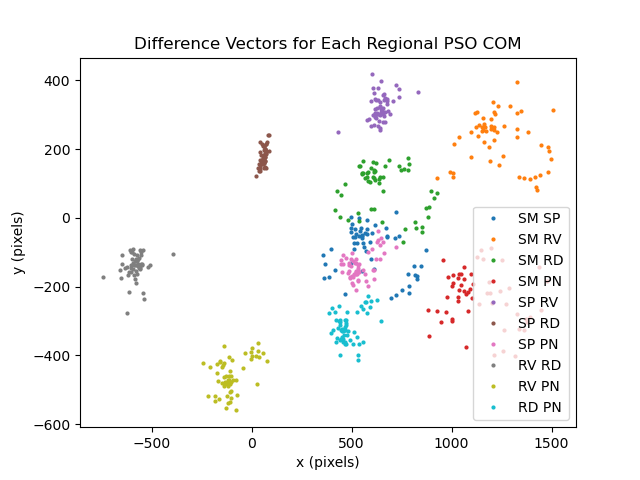 Difference Vectors for Each Regional PSO COM
400
200
0
−200
−400
−600
y (pixels)
−500
0
500
1000
1500
x (pixels)
SM SP
SM RV
SM RD
SM PN
SP RV
SP RD
SP PN
RV RD
RV PN
RD PN